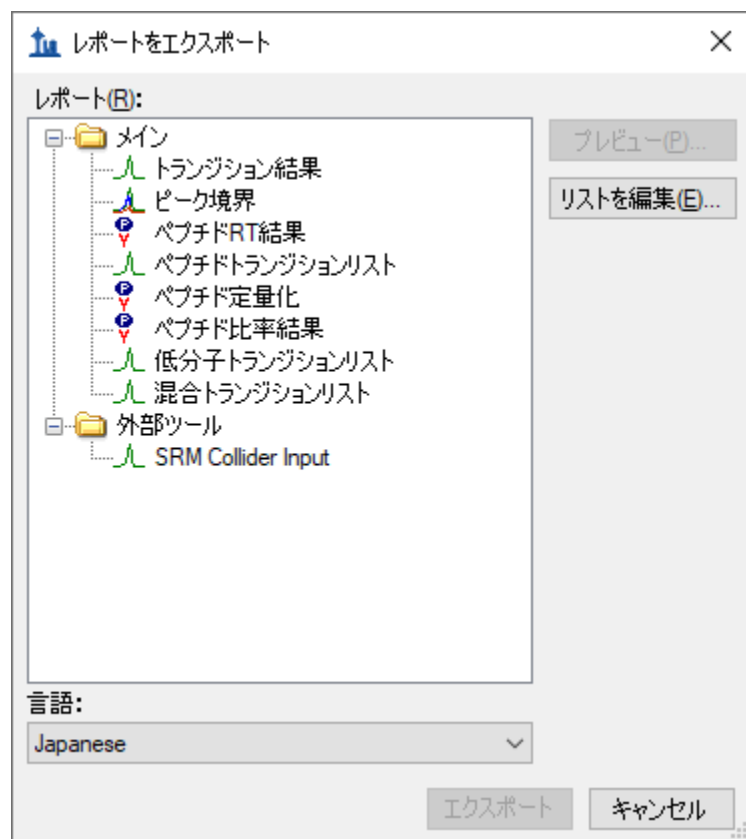 レポートをエクスポート
レポート(R):
メイン
トランジション結果
ピーク境界
ペプチドRT結果
ペプチドトランジションリスト
ペプチド定量化
ペプチド比率結果
低分子トランジションリスト
混合トランジションリスト
外部ツール
SRM Collider Input
プレビュー(P)...
リストを編集(E)...
言語:
Japanese
エクスポート
キャンセル